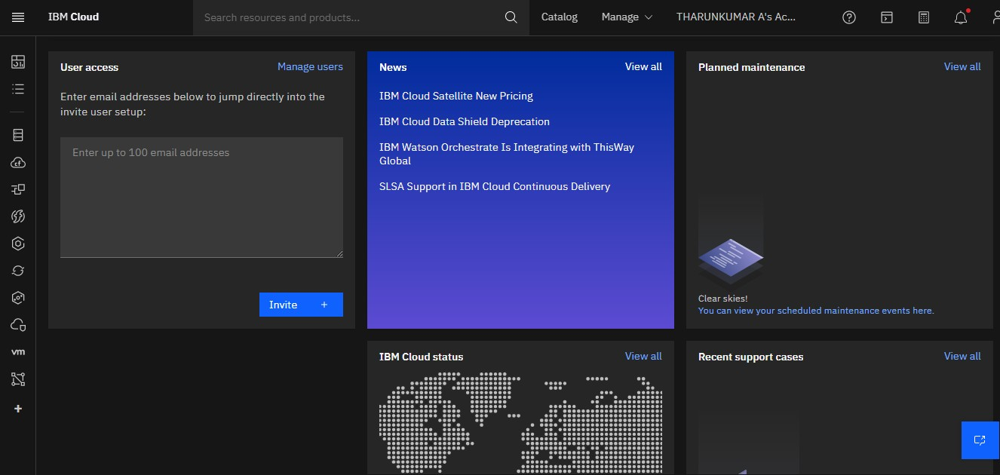 IBM Cloud
Search resources and products...
Catalog
Manage
THARUNKUMAR A's Ac...
User access
Manage users
Enter email addresses below to jump directly into the
invite user setup:
Enter up to 100 email addresses
Invite +
News
View all
IBM Cloud Satellite New Pricing
IBM Cloud Data Shield Deprecation
IBM Watson Orchestrate Is Integrating with ThisWay
Global
SLSA Support in IBM Cloud Continuous Delivery
Planned maintenance
View all
Clear skies!
You can view your scheduled maintenance events here.
IBM Cloud status
View all
Recent support cases
View all
cf
vm